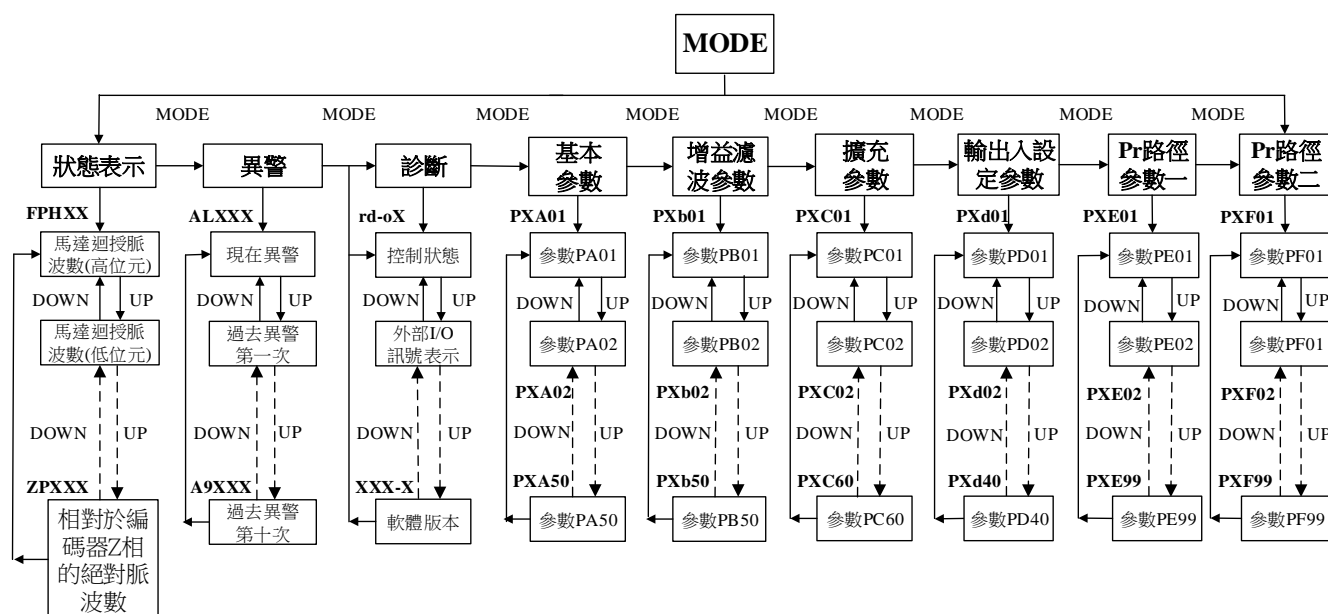 MODE
MODE MODE MODE MODE MODE MODE MODE MODE
狀態表示 異警 診斷 基本 增益濾 擴充 輸出入設 Pr路徑 Pr路徑
參數 波參數 參數 定參數 參數一 參數二
FPHXX ALXXX rd-oX PXA01 PXb01 PXC01 PXd01 PXE01 PXF01
馬達迴授脈
波數(高位元) 現在異警 控制狀態 參數PA01 參數PB01 參數PC01 參數PD01 參數PE01 參數PF01
DOWN UP DOWN UP DOWN UP DOWN UP DOWN UP DOWN UP DOWN UP DOWN UP DOWN UP
馬達迴授脈 過去異警 外部I/O
波數(低位元) 第一次 訊號表示 參數PA02 參數PB02 參數PC02 參數PD02 參數PE02 參數PF01
PXA02 PXb02 PXC02 PXd02 PXE02 PXF02
DOWN UP DOWN UP DOWN UP DOWN UP DOWN UP DOWN UP DOWN UP DOWN UP DOWN UP
ZPXXX A9XXX XXX-X PXA50 PXb50 PXC60 PXd40 PXE99 PXF99
相對於編 過去異警
碼器Z相 第十次 軟體版本 參數PA50 參數PB50 參數PC60 參數PD40 參數PE99 參數PF99
的絕對脈
波數